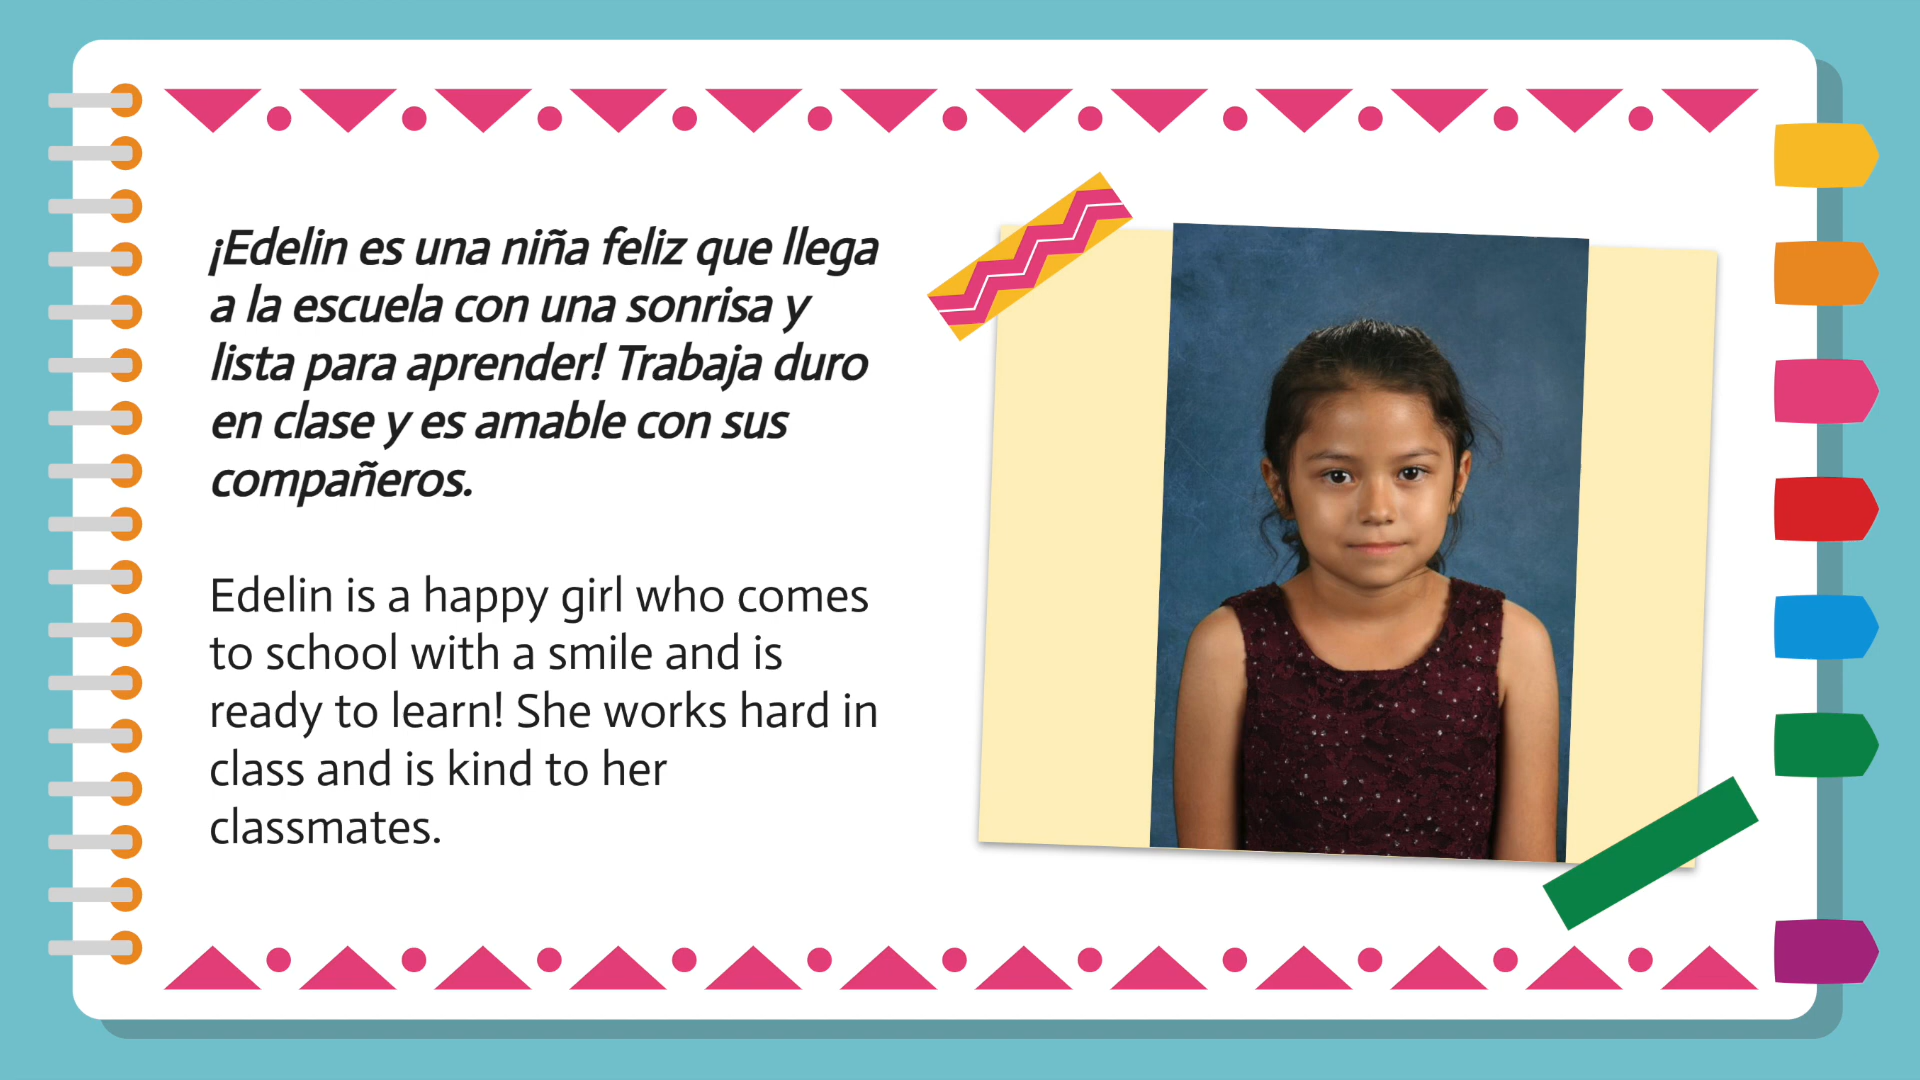 ¡Edelin es una niña feliz que llega
a la escuela con una sonrisa y
lista para aprender! Trabaja duro
en clase y es amable con sus
compañeros.
Edelin is a happy girl who comes
to school with a smile and is
ready to learn! She works hard in
class and is kind to her
classmates.